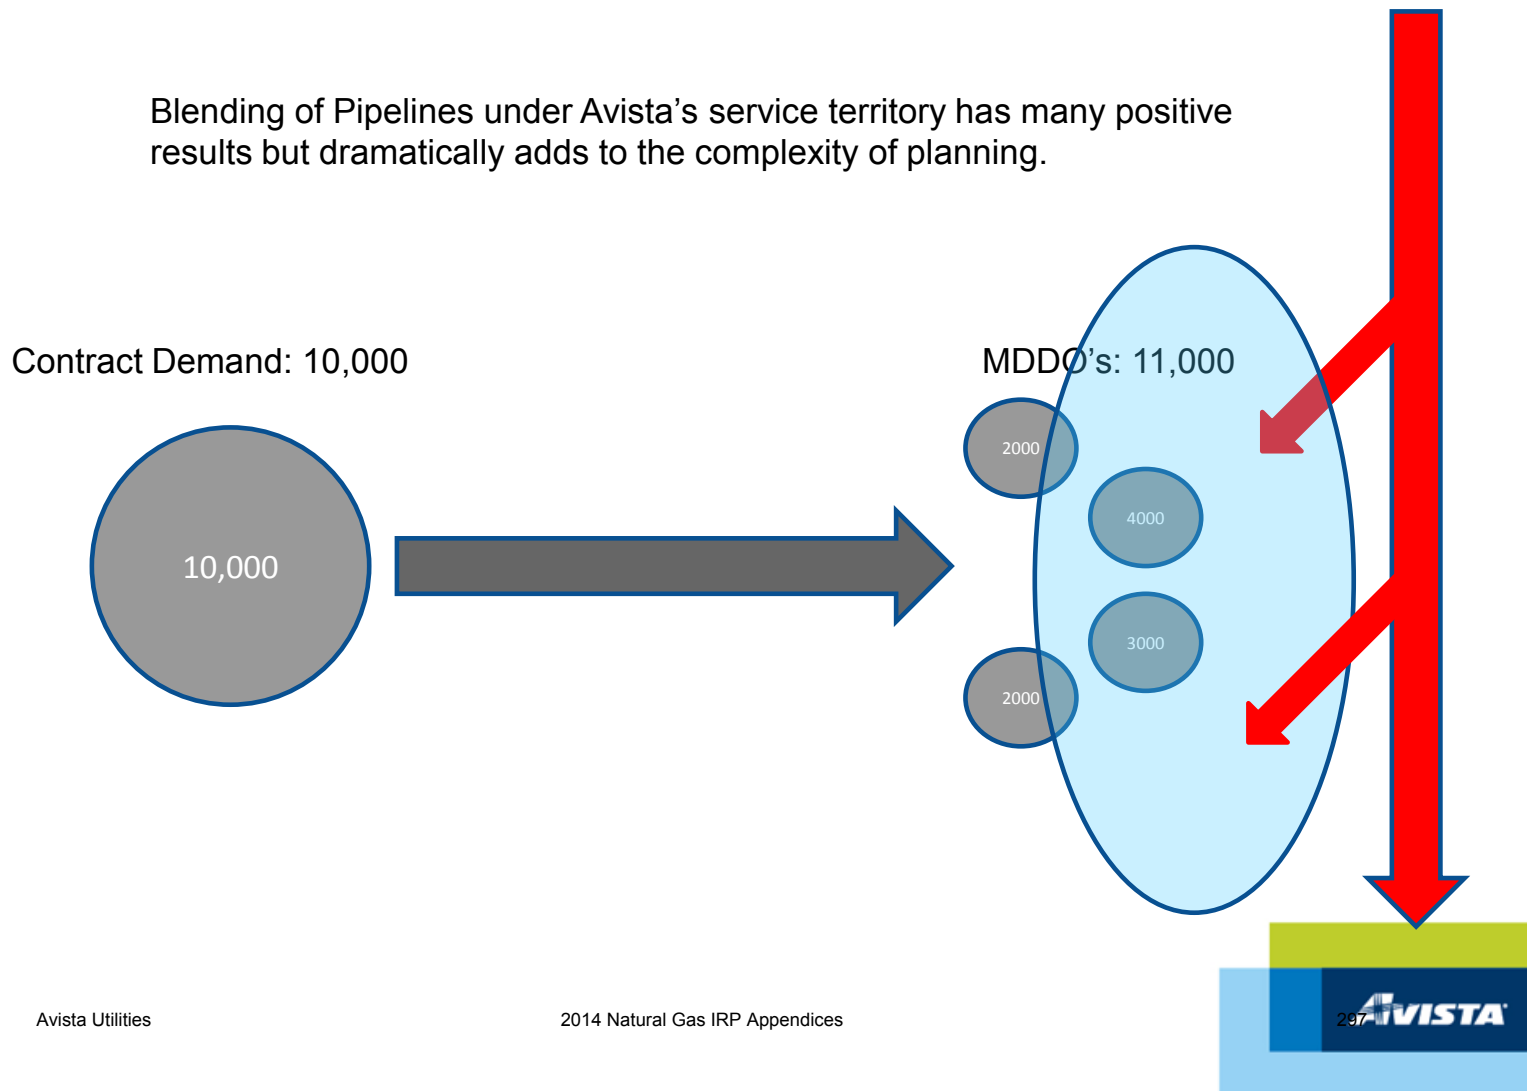 Blending of Pipelines under Avista’s service territory has many positive
results but dramatically adds to the complexity of planning.
Contract Demand: 10,000
MDDO’s: 11,000
2000
4000
10,000
3000
2000
Avista Utilities
2014 Natural Gas IRP Appendices
297
AVISTA